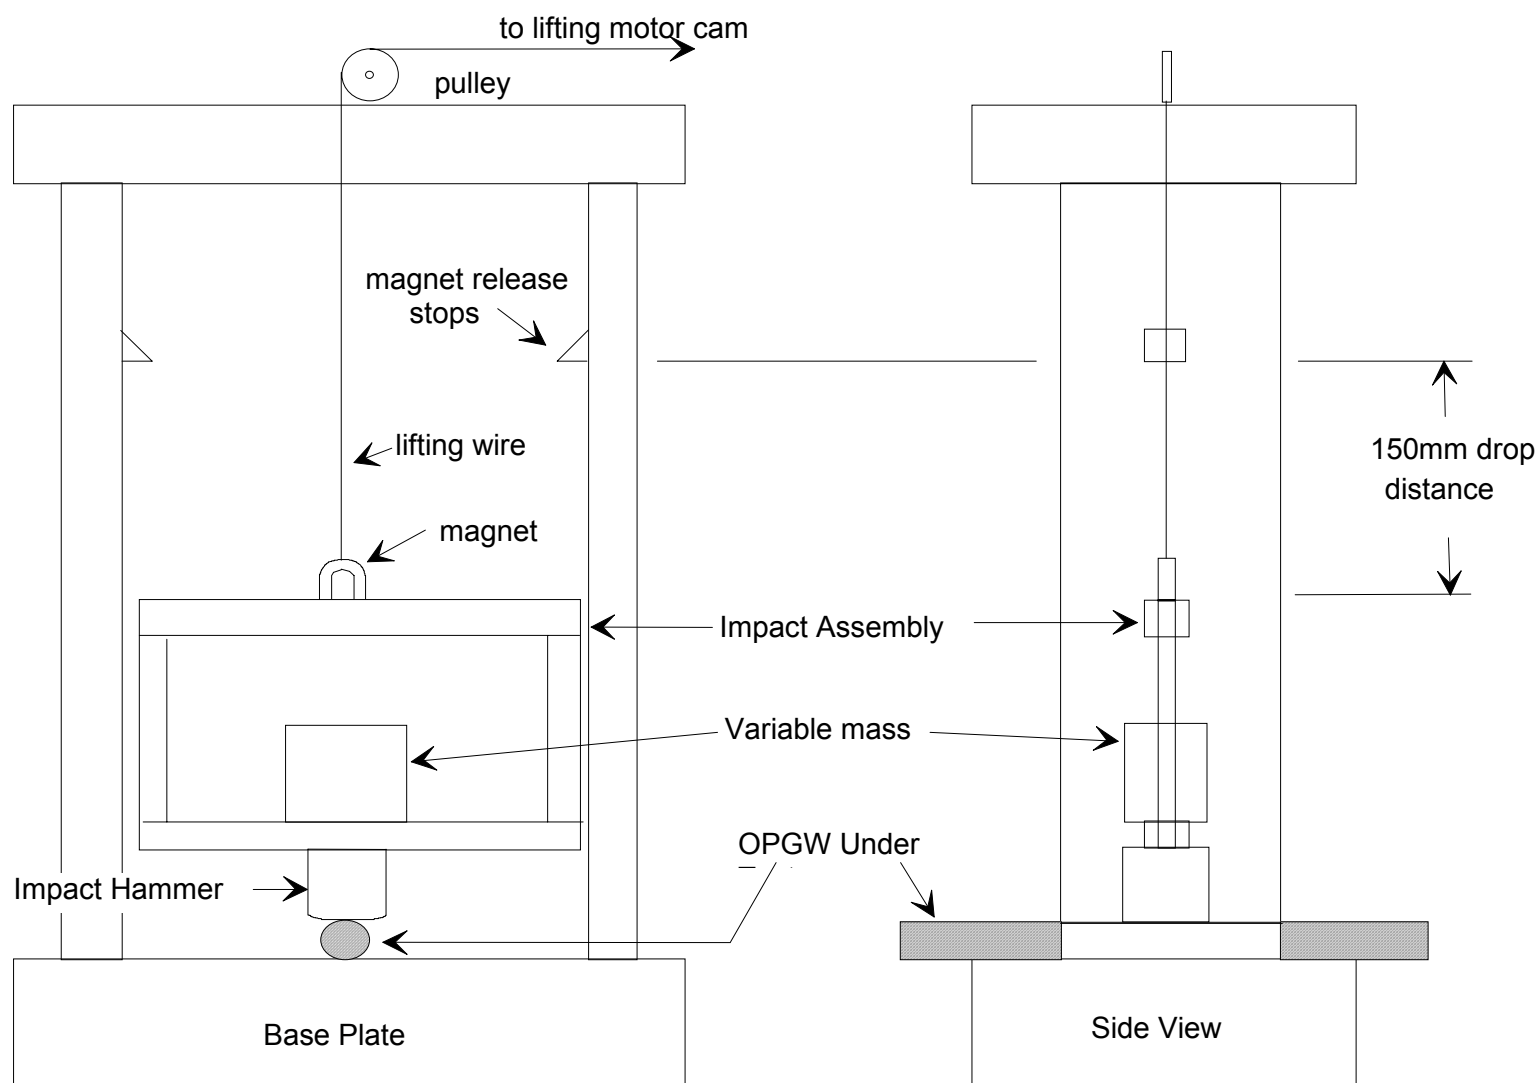 to lifting motor cam
pulley
magnet release
stops
lifting wire
150mm drop
distance
magnet
Impact Assembly
Variable mass
OPGW Under
Impact Hammer
Base Plate
Side View